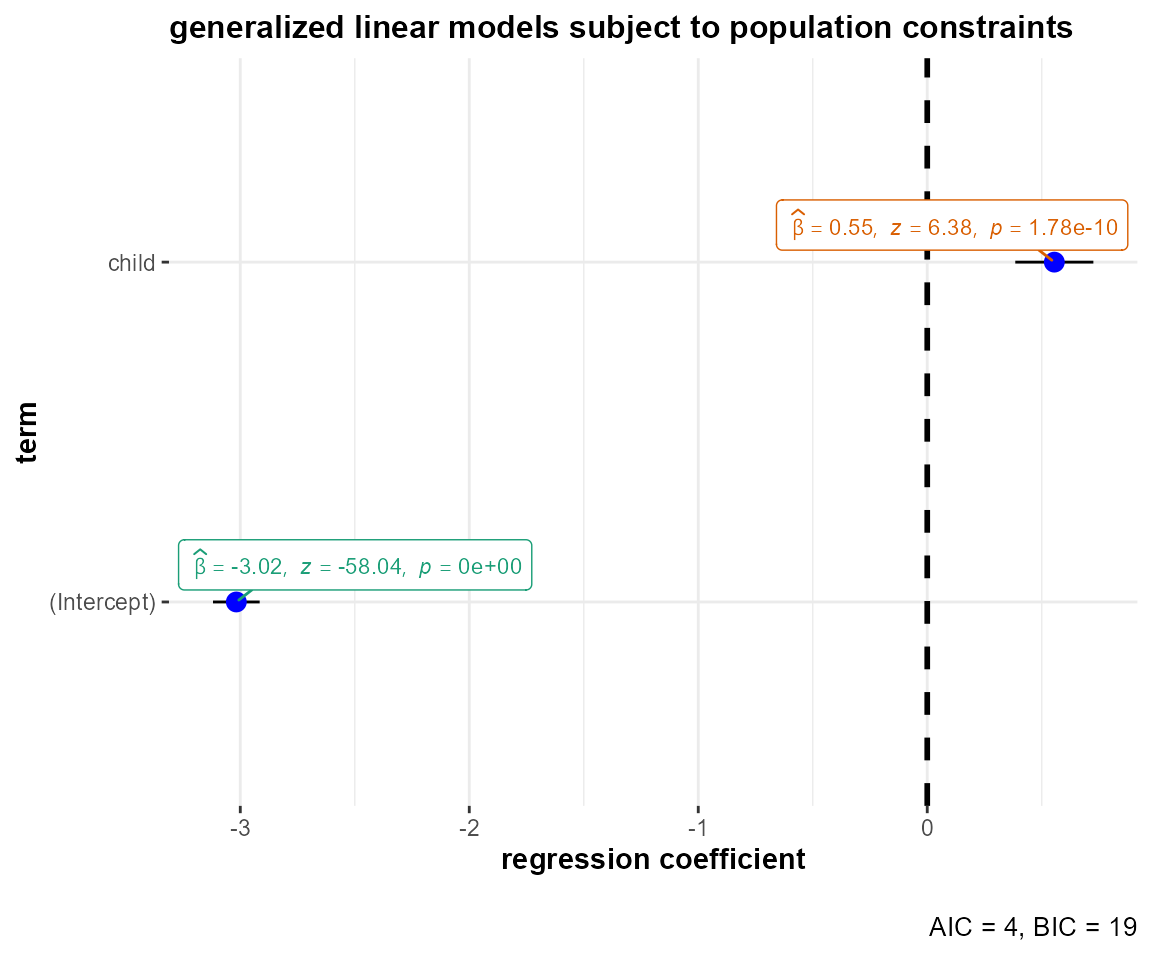 generalized linear models subject to population constraints
β̂ = 0.55, z = 6.38, p = 1.78e-10
child
term
β̂ = -3.02, z = -58.04, p = 0e+00
(Intercept)
-3 -2 -1 0
regression coefficient
AIC = 4, BIC = 19